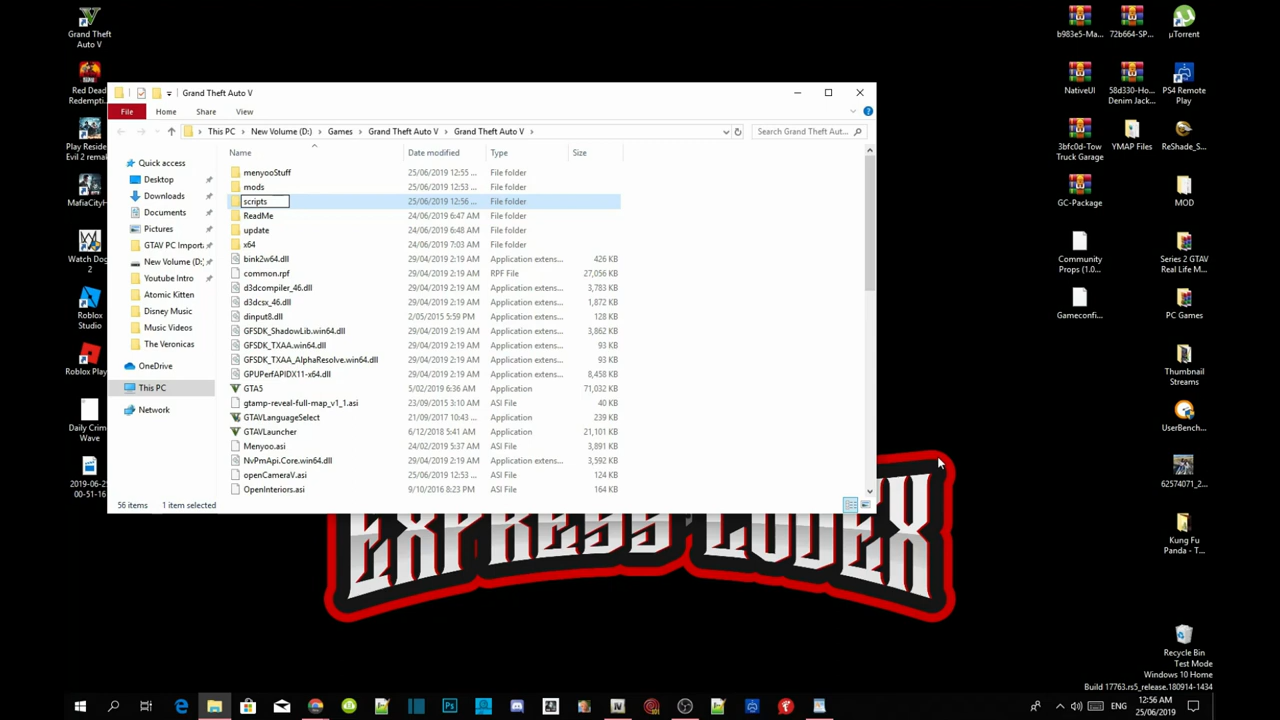 Grand Theft
Auto V
Red Dead
Redempti...
Play Reside
Evil 2 remak
MafiaCityH
Watch Dog
2
Roblox
Studio
Roblox Play
Daily Crim
Wave
2019-06-25
00-51-16
Grand Theft Auto V
File Home Share View
This PC > New Volume (D:) > Games > Grand Theft Auto V > Grand Theft Auto V >
Search Grand Theft Aut...
Quick access
Desktop
Downloads
Documents
Pictures
GTAV PC Import
New Volume (D:
Youtube Intro
Atomic Kitten
Disney Music
Music Videos
The Veronicas
OneDrive
This PC
Network
Name Date modified Type Size
menyooStuff 25/06/2019 12:55 ... File folder
mods 25/06/2019 12:53 ... File folder
scripts 25/06/2019 12:56 ... File folder
ReadMe 24/06/2019 6:47 AM File folder
update 24/06/2019 6:48 AM File folder
x64 24/06/2019 7:03 AM File folder
bink2w64.dll 29/04/2019 2:19 AM Application extens... 426 KB
common.rpf 29/04/2019 2:19 AM RPF File 27,056 KB
d3dcompiler_46.dll 29/04/2019 2:19 AM Application extens... 3,783 KB
d3dcsx_46.dll 29/04/2019 2:19 AM Application extens... 1,872 KB
dinput8.dll 2/05/2015 5:59 PM Application extens... 128 KB
GFSDK_ShadowLib.win64.dll 29/04/2019 2:19 AM Application extens... 3,862 KB
GFSDK_TXAA.win64.dll 29/04/2019 2:19 AM Application extens... 93 KB
GFSDK_TXAA_AlphaResolve.win64.dll 29/04/2019 2:19 AM Application extens... 93 KB
GPUPerfAPIDX11-x64.dll 29/04/2019 2:19 AM Application extens... 8,458 KB
GTA5 5/02/2019 6:36 AM Application 71,032 KB
gtamp-reveal-full-map_v1_1.asi 23/09/2015 3:10 AM ASI File 40 KB
GTAVLanguageSelect 21/09/2017 10:43 ... Application 239 KB
GTAVLauncher 6/12/2018 5:41 AM Application 21,101 KB
Menyoo.asi 24/02/2019 5:37 AM ASI File 3,891 KB
NvPmApi.Core.win64.dll 29/04/2019 2:19 AM Application extens... 3,592 KB
openCameraV.asi 25/06/2019 12:53 ... ASI File 124 KB
OpenInteriors.asi 9/10/2016 8:23 PM ASI File 164 KB
56 items 1 item selected
EXPRESS CODEX
b983e5-Ma...
72b664-SP...
µTorrent
NativeUI
58d330-Ho...
Denim Jack...
PS4 Remote
Play
3bfc0d-Tow
Truck Garage
YMAP Files
ReShade_S...
GC-Package
MOD
Community
Props (1.0...
Series 2 GTAV
Real Life M...
Gameconfi...
PC Games
Thumbnail
Streams
UserBench...
62574071_2...
Kung Fu
Panda - T...
Recycle Bin
Test Mode
Windows 10 Home
Build 17763.rs5_release.180914-1434
ENG
12:56 AM
25/06/2019